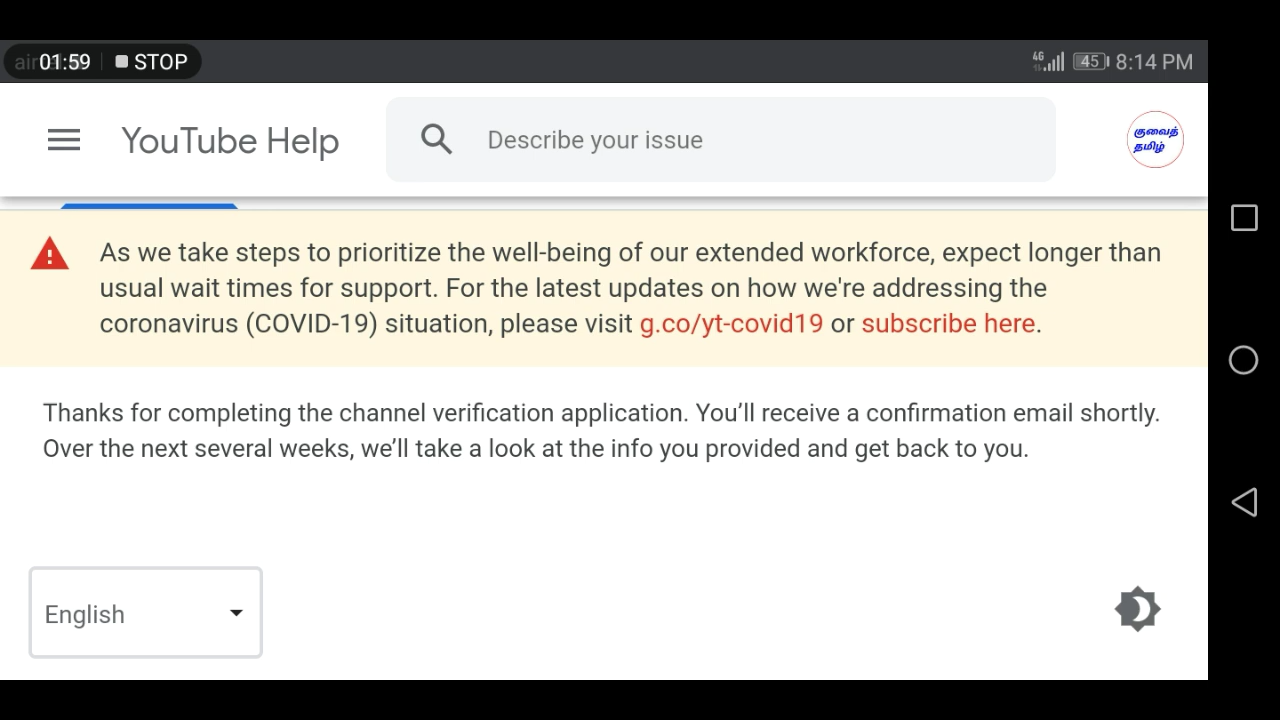 01:59 STOP 4G 45 8:14 PM
YouTube Help Describe your issue
குவைத்
தமிழ்
As we take steps to prioritize the well-being of our extended workforce, expect longer than
usual wait times for support. For the latest updates on how we're addressing the
coronavirus (COVID-19) situation, please visit g.co/yt-covid19 or subscribe here.
Thanks for completing the channel verification application. You’ll receive a confirmation email shortly.
Over the next several weeks, we’ll take a look at the info you provided and get back to you.
English